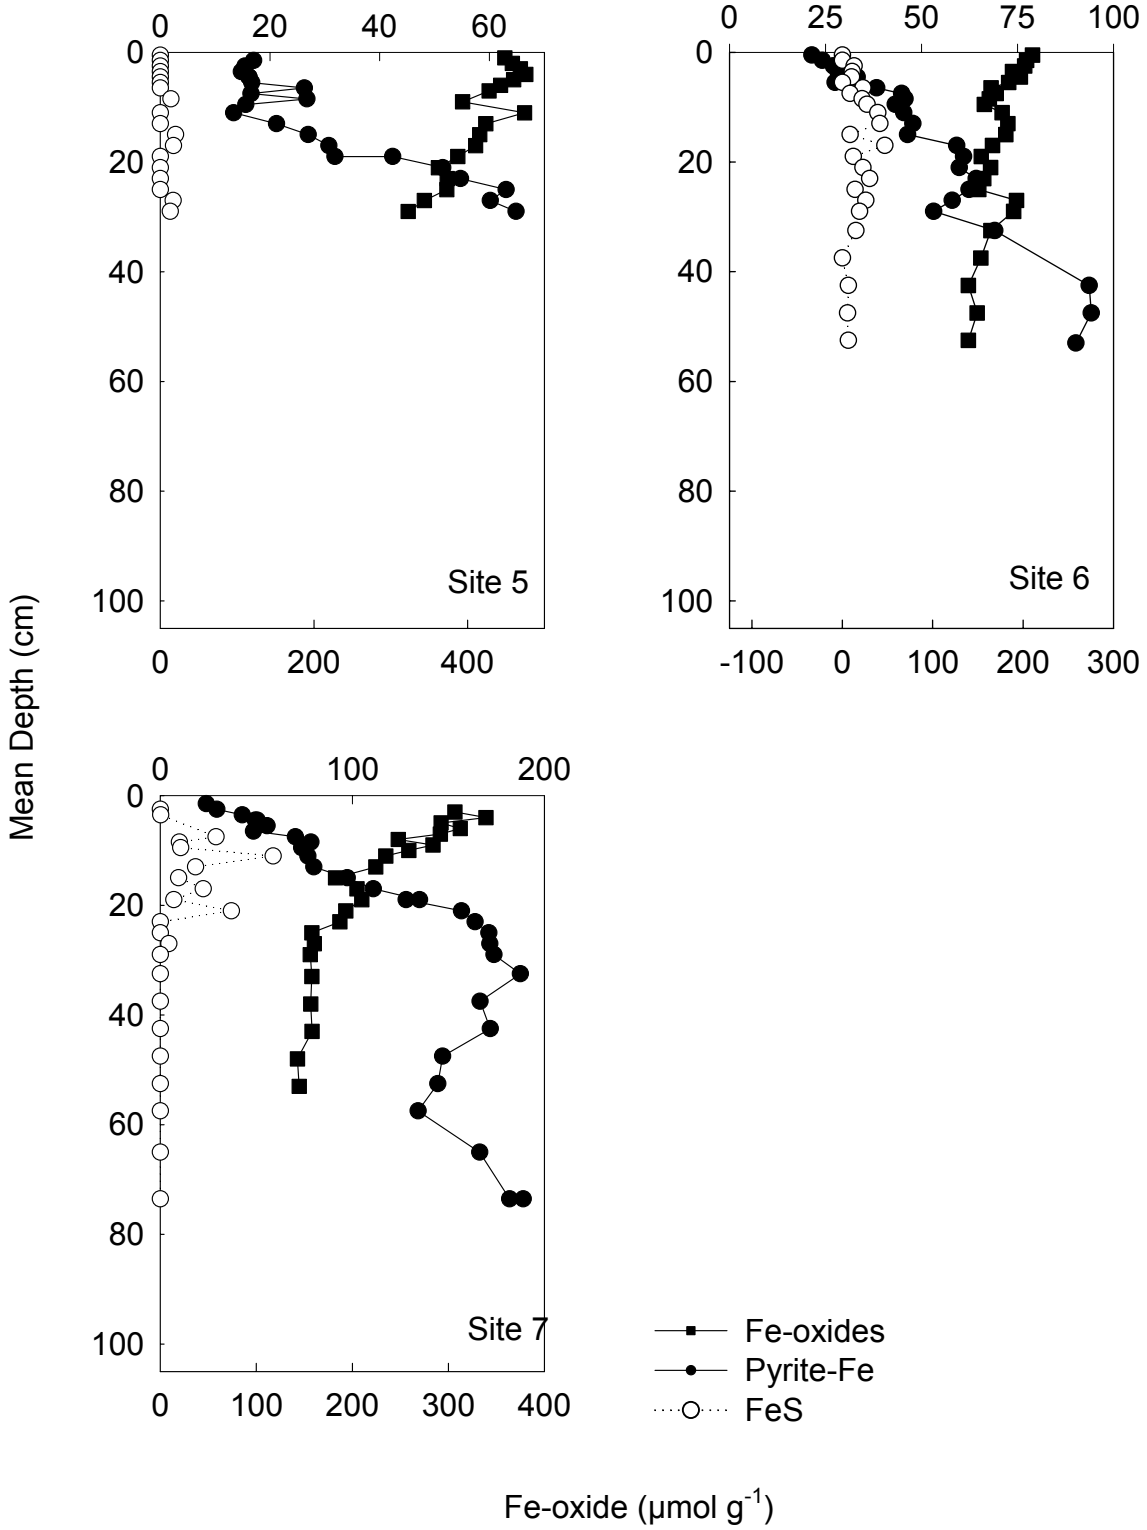 0 20 40 60
0
20
40
60
80
100
Site 5
0 200 400
0 25 50 75 100
0
20
40
60
80
100
Site 6
-100 0 100 200 300
Mean Depth (cm)
0 100 200
0
20
40
60
80
100
Site 7
0 100 200 300 400
Fe-oxides
Pyrite-Fe
FeS
Fe-oxide (µmol g⁻¹)